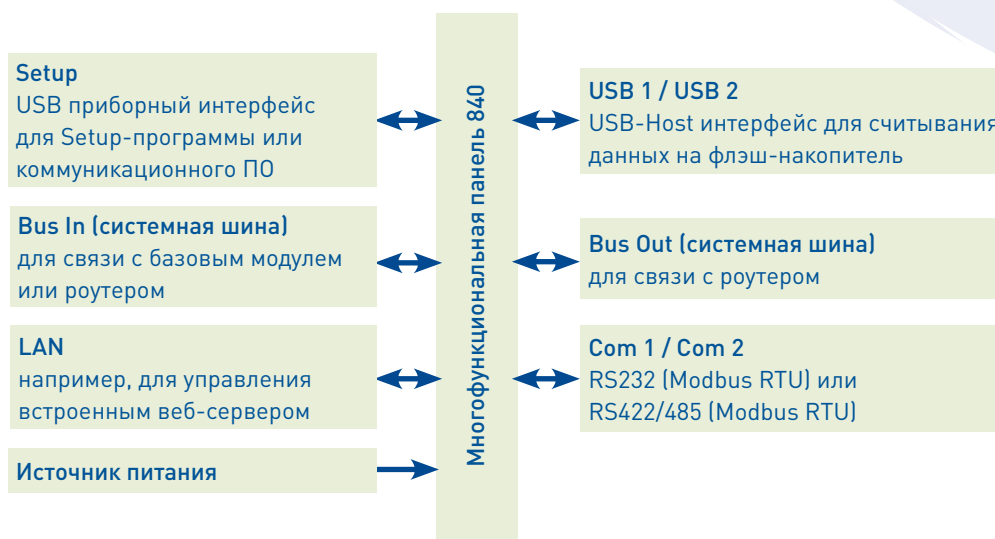 Setup
USB приборный интерфейс
для Setup-программы или
коммуникационного ПО
Bus In (системная шина)
для связи с базовым модулем
или роутером
LAN
например, для управления
встроенным веб-сервером
Источник питания
Многофункциональная панель 840
USB 1 / USB 2
USB-Host интерфейс для считывания
данных на флэш-накопитель
Bus Out (системная шина)
для связи с роутером
Com 1 / Com 2
RS232 (Modbus RTU) или
RS422/485 (Modbus RTU)